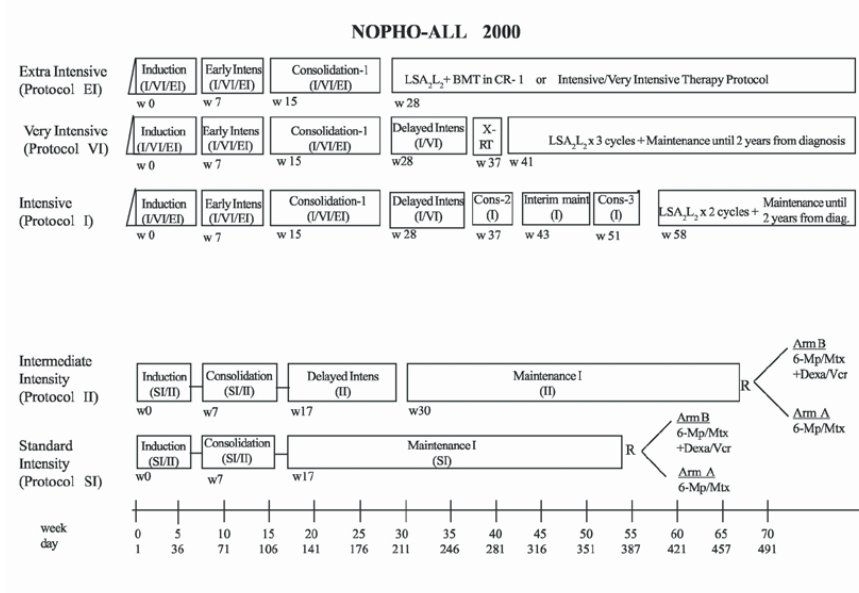 NOPHO-ALL 2000
Extra Intensive
(Protocol EI)
Induction
(I/VI/EI)
w 0
Early Intens
(I/VI/EI)
w 7
Consolidation-1
(I/VI/EI)
w 15
LSA₂L₂+ BMT in CR- 1 or Intensive/Very Intensive Therapy Protocol
w 28
Very Intensive
(Protocol VI)
Induction
(I/VI/EI)
w 0
Early Intens
(I/VI/EI)
w 7
Consolidation-1
(I/VI/EI)
w 15
Delayed Intens
(I/VI)
w28
X-
RT
w 37
LSA₂L₂ x 3 cycles + Maintenance until 2 years from diagnosis
w 41
Intensive
(Protocol I)
Induction
(I/VI/EI)
w 0
Early Intens
(I/VI/EI)
w 7
Consolidation-1
(I/VI/EI)
w 15
Delayed Intens
(I/VI)
w 28
Cons-2
(I)
w 37
Interim maint
(I)
w 43
Cons-3
(I)
w 51
LSA₂L₂ x 2 cycles + Maintenance until
2 years from diag.
w 58
Intermediate
Intensity
(Protocol II)
Induction
(SI/II)
w0
Consolidation
(SI/II)
w7
Delayed Intens
(II)
w17
Maintenance I
(II)
w30
R
Arm B
6-Mp/Mtx
+Dexa/Vcr
Arm A
6-Mp/Mtx
Standard
Intensity
(Protocol SI)
Induction
(SI/II)
w0
Consolidation
(SI/II)
w7
Maintenance I
(SI)
w17
R
Arm B
6-Mp/Mtx
+Dexa/Vcr
Arm A
6-Mp/Mtx
week 0 5 10 15 20 25 30 35 40 45 50 55 60 65 70
day 1 36 71 106 141 176 211 246 281 316 351 387 421 457 491